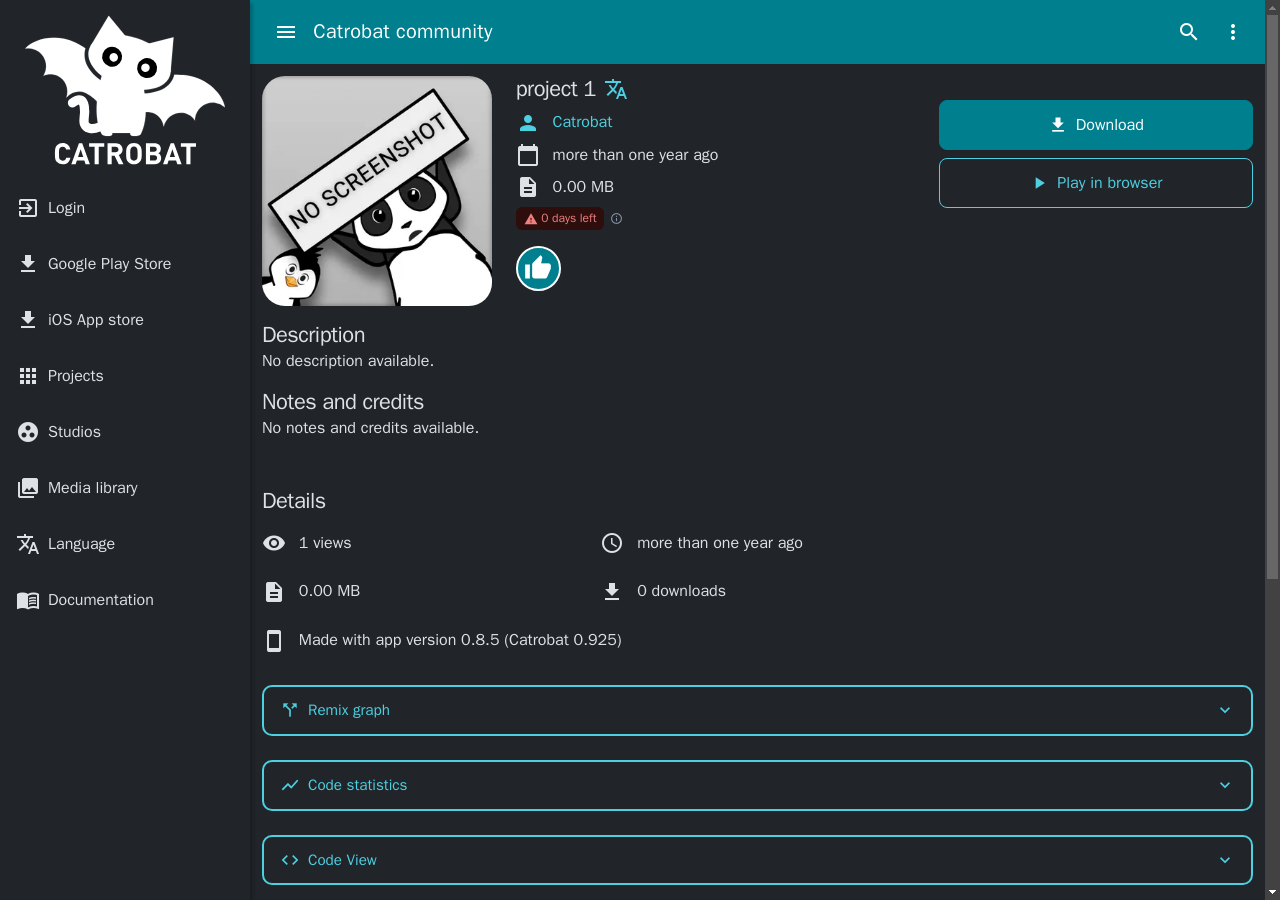 CATROBAT
Login
Google Play Store
iOS App store
Projects
Studios
Media library
Language
Documentation
Catrobat community
NO SCREENSHOT
project 1
Catrobat
more than one year ago
0.00 MB
0 days left
Download
Play in browser
Description
No description available.
Notes and credits
No notes and credits available.
Details
1 views
more than one year ago
0.00 MB
0 downloads
Made with app version 0.8.5 (Catrobat 0.925)
Remix graph
Code statistics
Code View